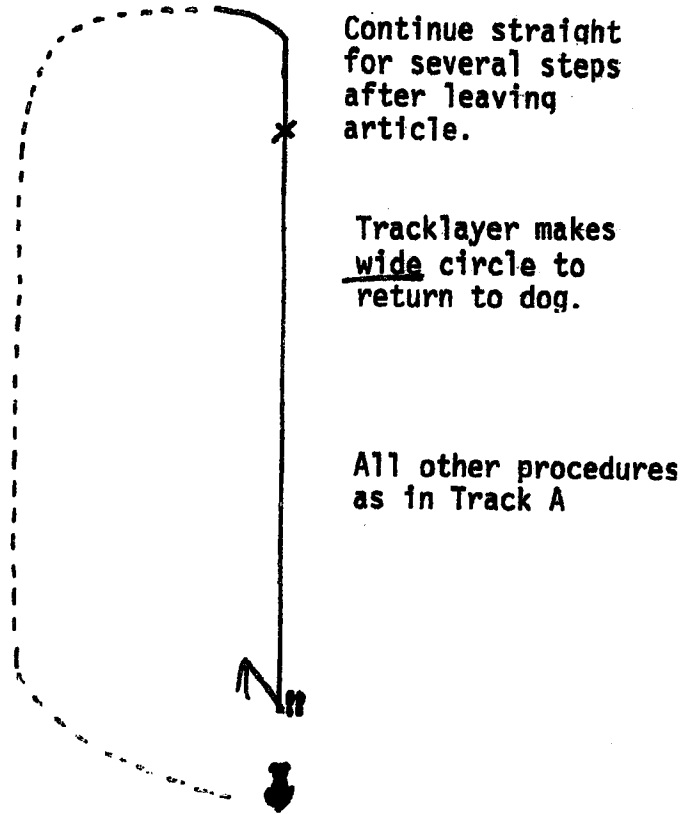 Continue straight
for several steps
after leaving
article.
Tracklayer makes
wide circle to
return to dog.
All other procedures
as in Track A